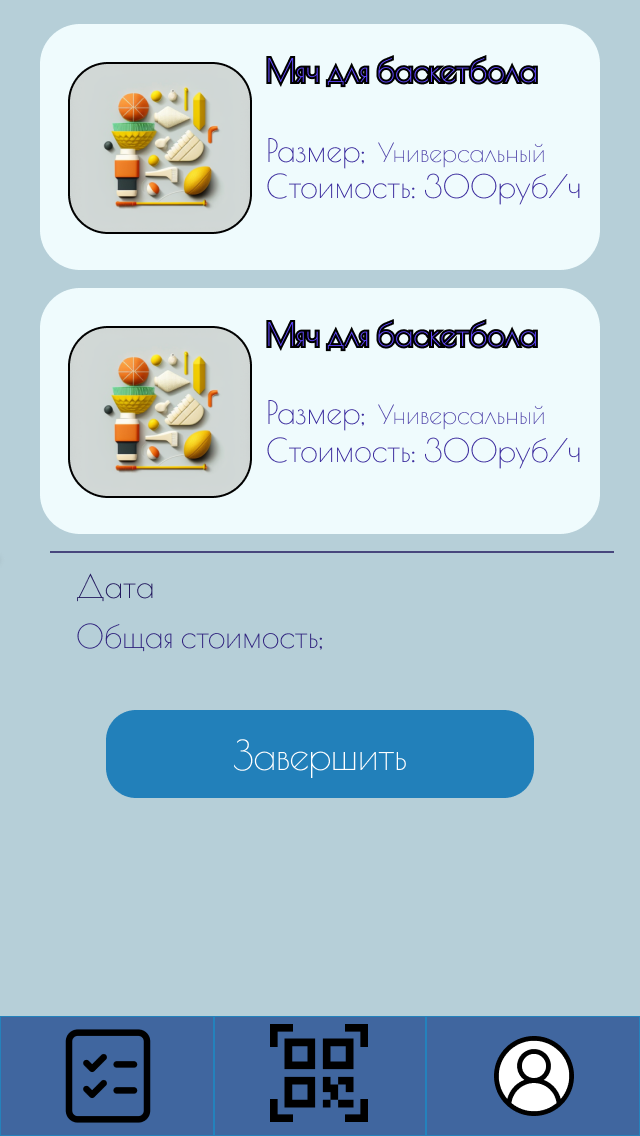 Мяч для баскетбола
Размер; Универсальный
Стоимость: 300руб/ч
Мяч для баскетбола
Размер; Универсальный
Стоимость: 300руб/ч
Дата
Общая стоимость;
Завершить